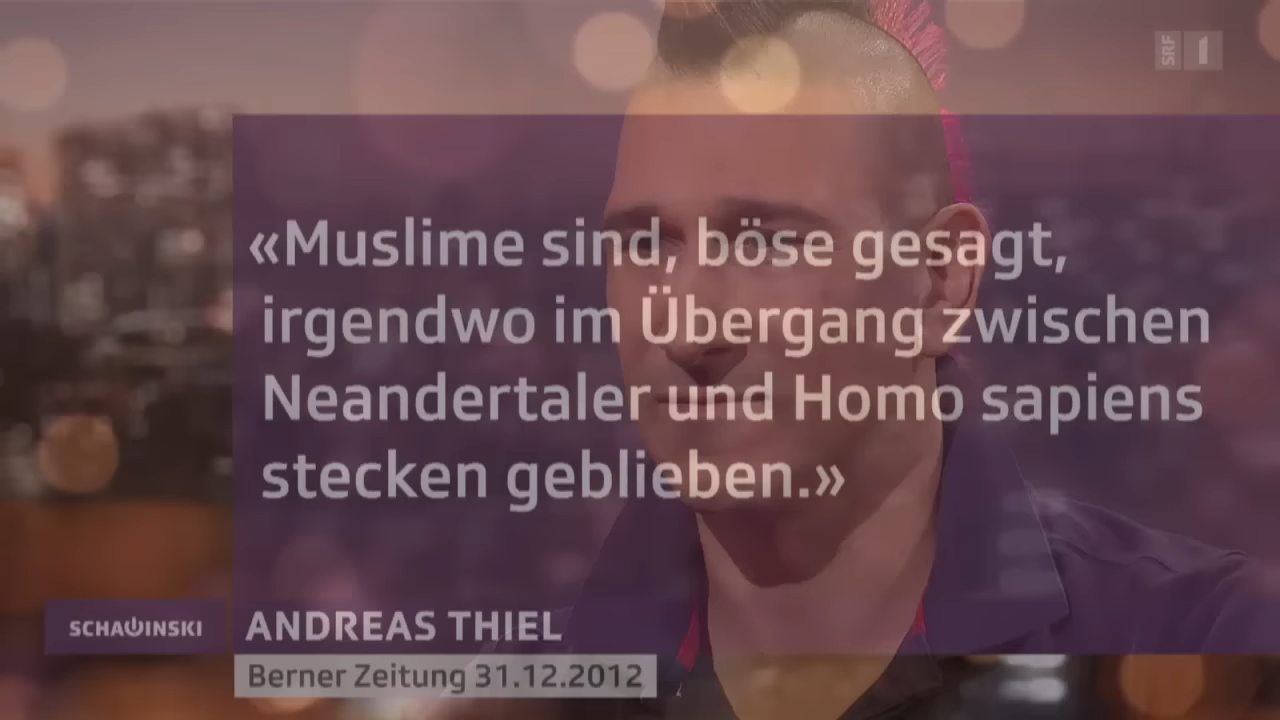 SRF 1
«Muslime sind, böse gesagt,
irgendwo im Übergang zwischen
Neandertaler und Homo sapiens
stecken geblieben.»
SCHAWINSKI
ANDREAS THIEL
Berner Zeitung 31.12.2012